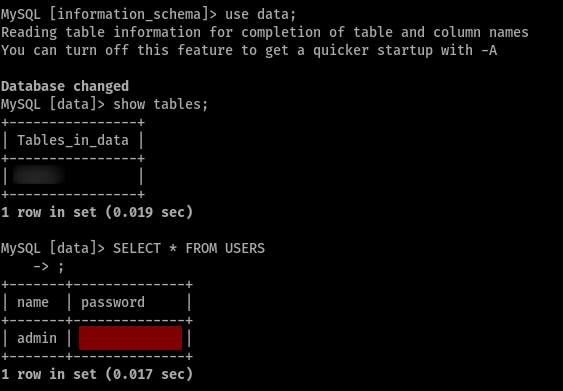 MySQL [information_schema]> use data;
Reading table information for completion of table and column names
You can turn off this feature to get a quicker startup with -A
Database changed
MySQL [data]> show tables;
+----------------+
| Tables_in_data |
+----------------+
| |
+----------------+
1 row in set (0.019 sec)
MySQL [data]> SELECT * FROM USERS
-> ;
+-------+--------------+
| name | password |
+-------+--------------+
| admin | |
+-------+--------------+
1 row in set (0.017 sec)